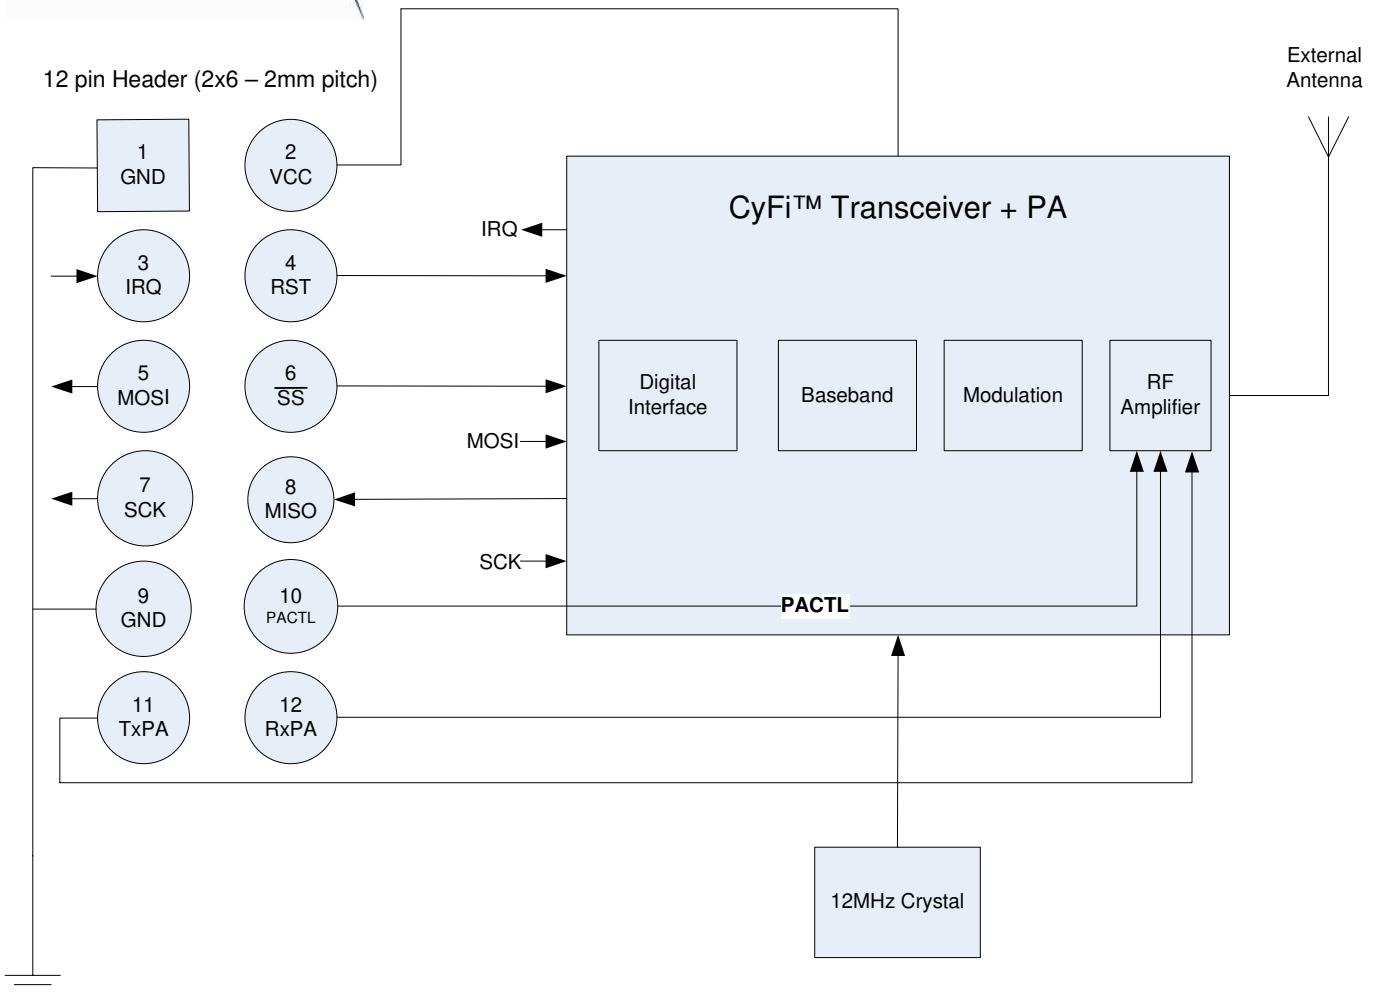 External
Antenna
12 pin Header (2x6 – 2mm pitch)
1
GND
2
VCC
CyFi™ Transceiver + PA
IRQ
3
IRQ
4
RST
5
MOSI
6
SS
Digital
Interface
Baseband
Modulation
RF
Amplifier
MOSI
7
SCK
8
MISO
SCK
9
GND
10
PACTL
PACTL
11
TxPA
12
RxPA
12MHz Crystal